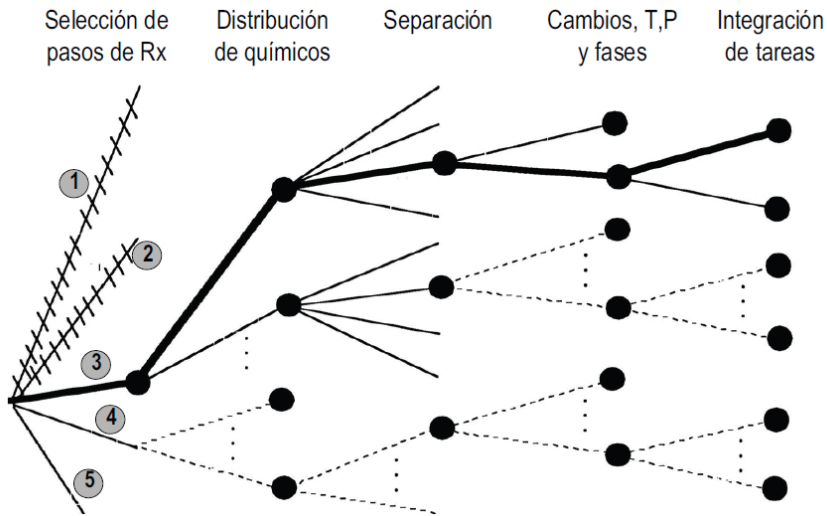 Selección de
pasos de Rx
Distribución
de químicos
Separación
Cambios, T,P
y fases
Integración
de tareas
1
2
3
4
5